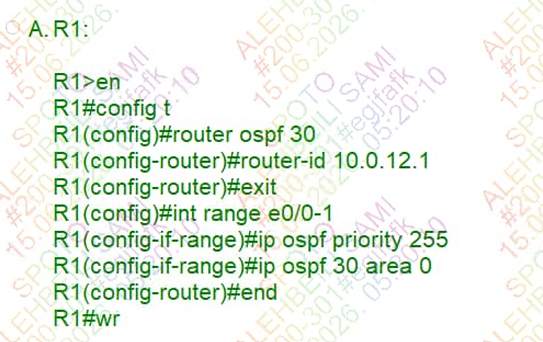 A. R1:
R1>en
R1#config t
R1(config)#router ospf 30
R1(config-router)#router-id 10.0.12.1
R1(config-router)#exit
R1(config)#int range e0/0-1
R1(config-if-range)#ip ospf priority 255
R1(config-if-range)#ip ospf 30 area 0
R1(config-router)#end
R1#wr